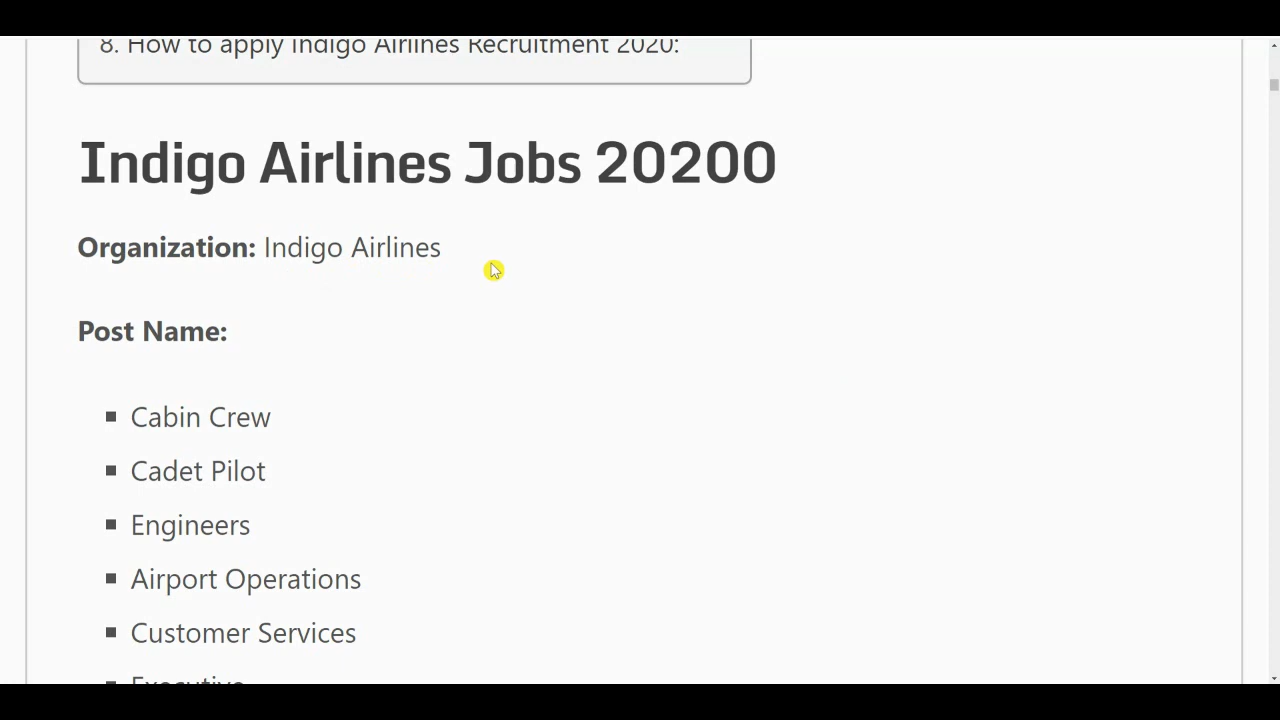 8. How to apply Indigo Airlines Recruitment 2020:
Indigo Airlines Jobs 20200
Organization: Indigo Airlines
Post Name:
Cabin Crew
Cadet Pilot
Engineers
Airport Operations
Customer Services
Executive